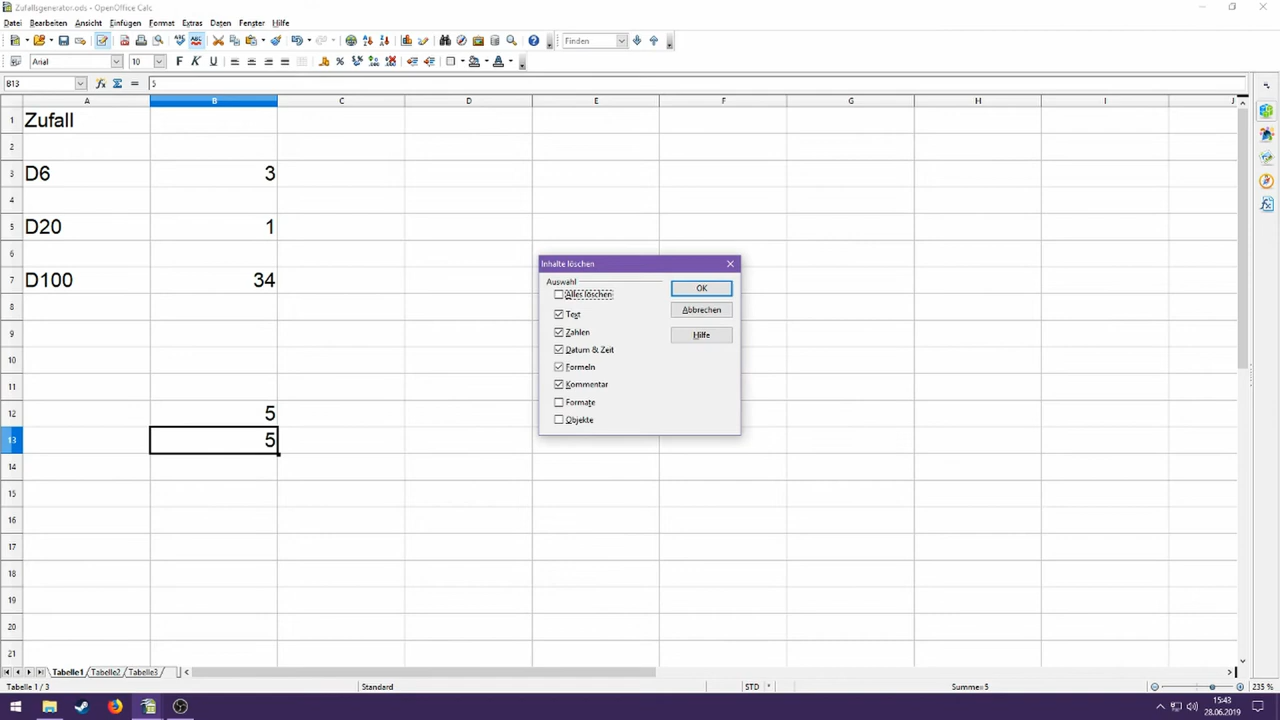 Zufallsgenerator.ods - OpenOffice Calc
Datei Bearbeiten Ansicht Einfügen Format Extras Daten Fenster Hilfe
Finden
Arial 10
B13 5
A B C D E F G H I J
1 Zufall
2
3 D6 3
4
5 D20 1
6
7 D100 34
8
9
10
11
12 5
13 5
14
15
16
17
18
19
20
21
Inhalte löschen
Auswahl
Alles löschen
Text
Zahlen
Datum & Zeit
Formeln
Kommentar
Formate
Objekte
OK
Abbrechen
Hilfe
Tabelle1 Tabelle2 Tabelle3
Tabelle 1 / 3 Standard STD * Summe=5 235 %
15:43
28.06.2019